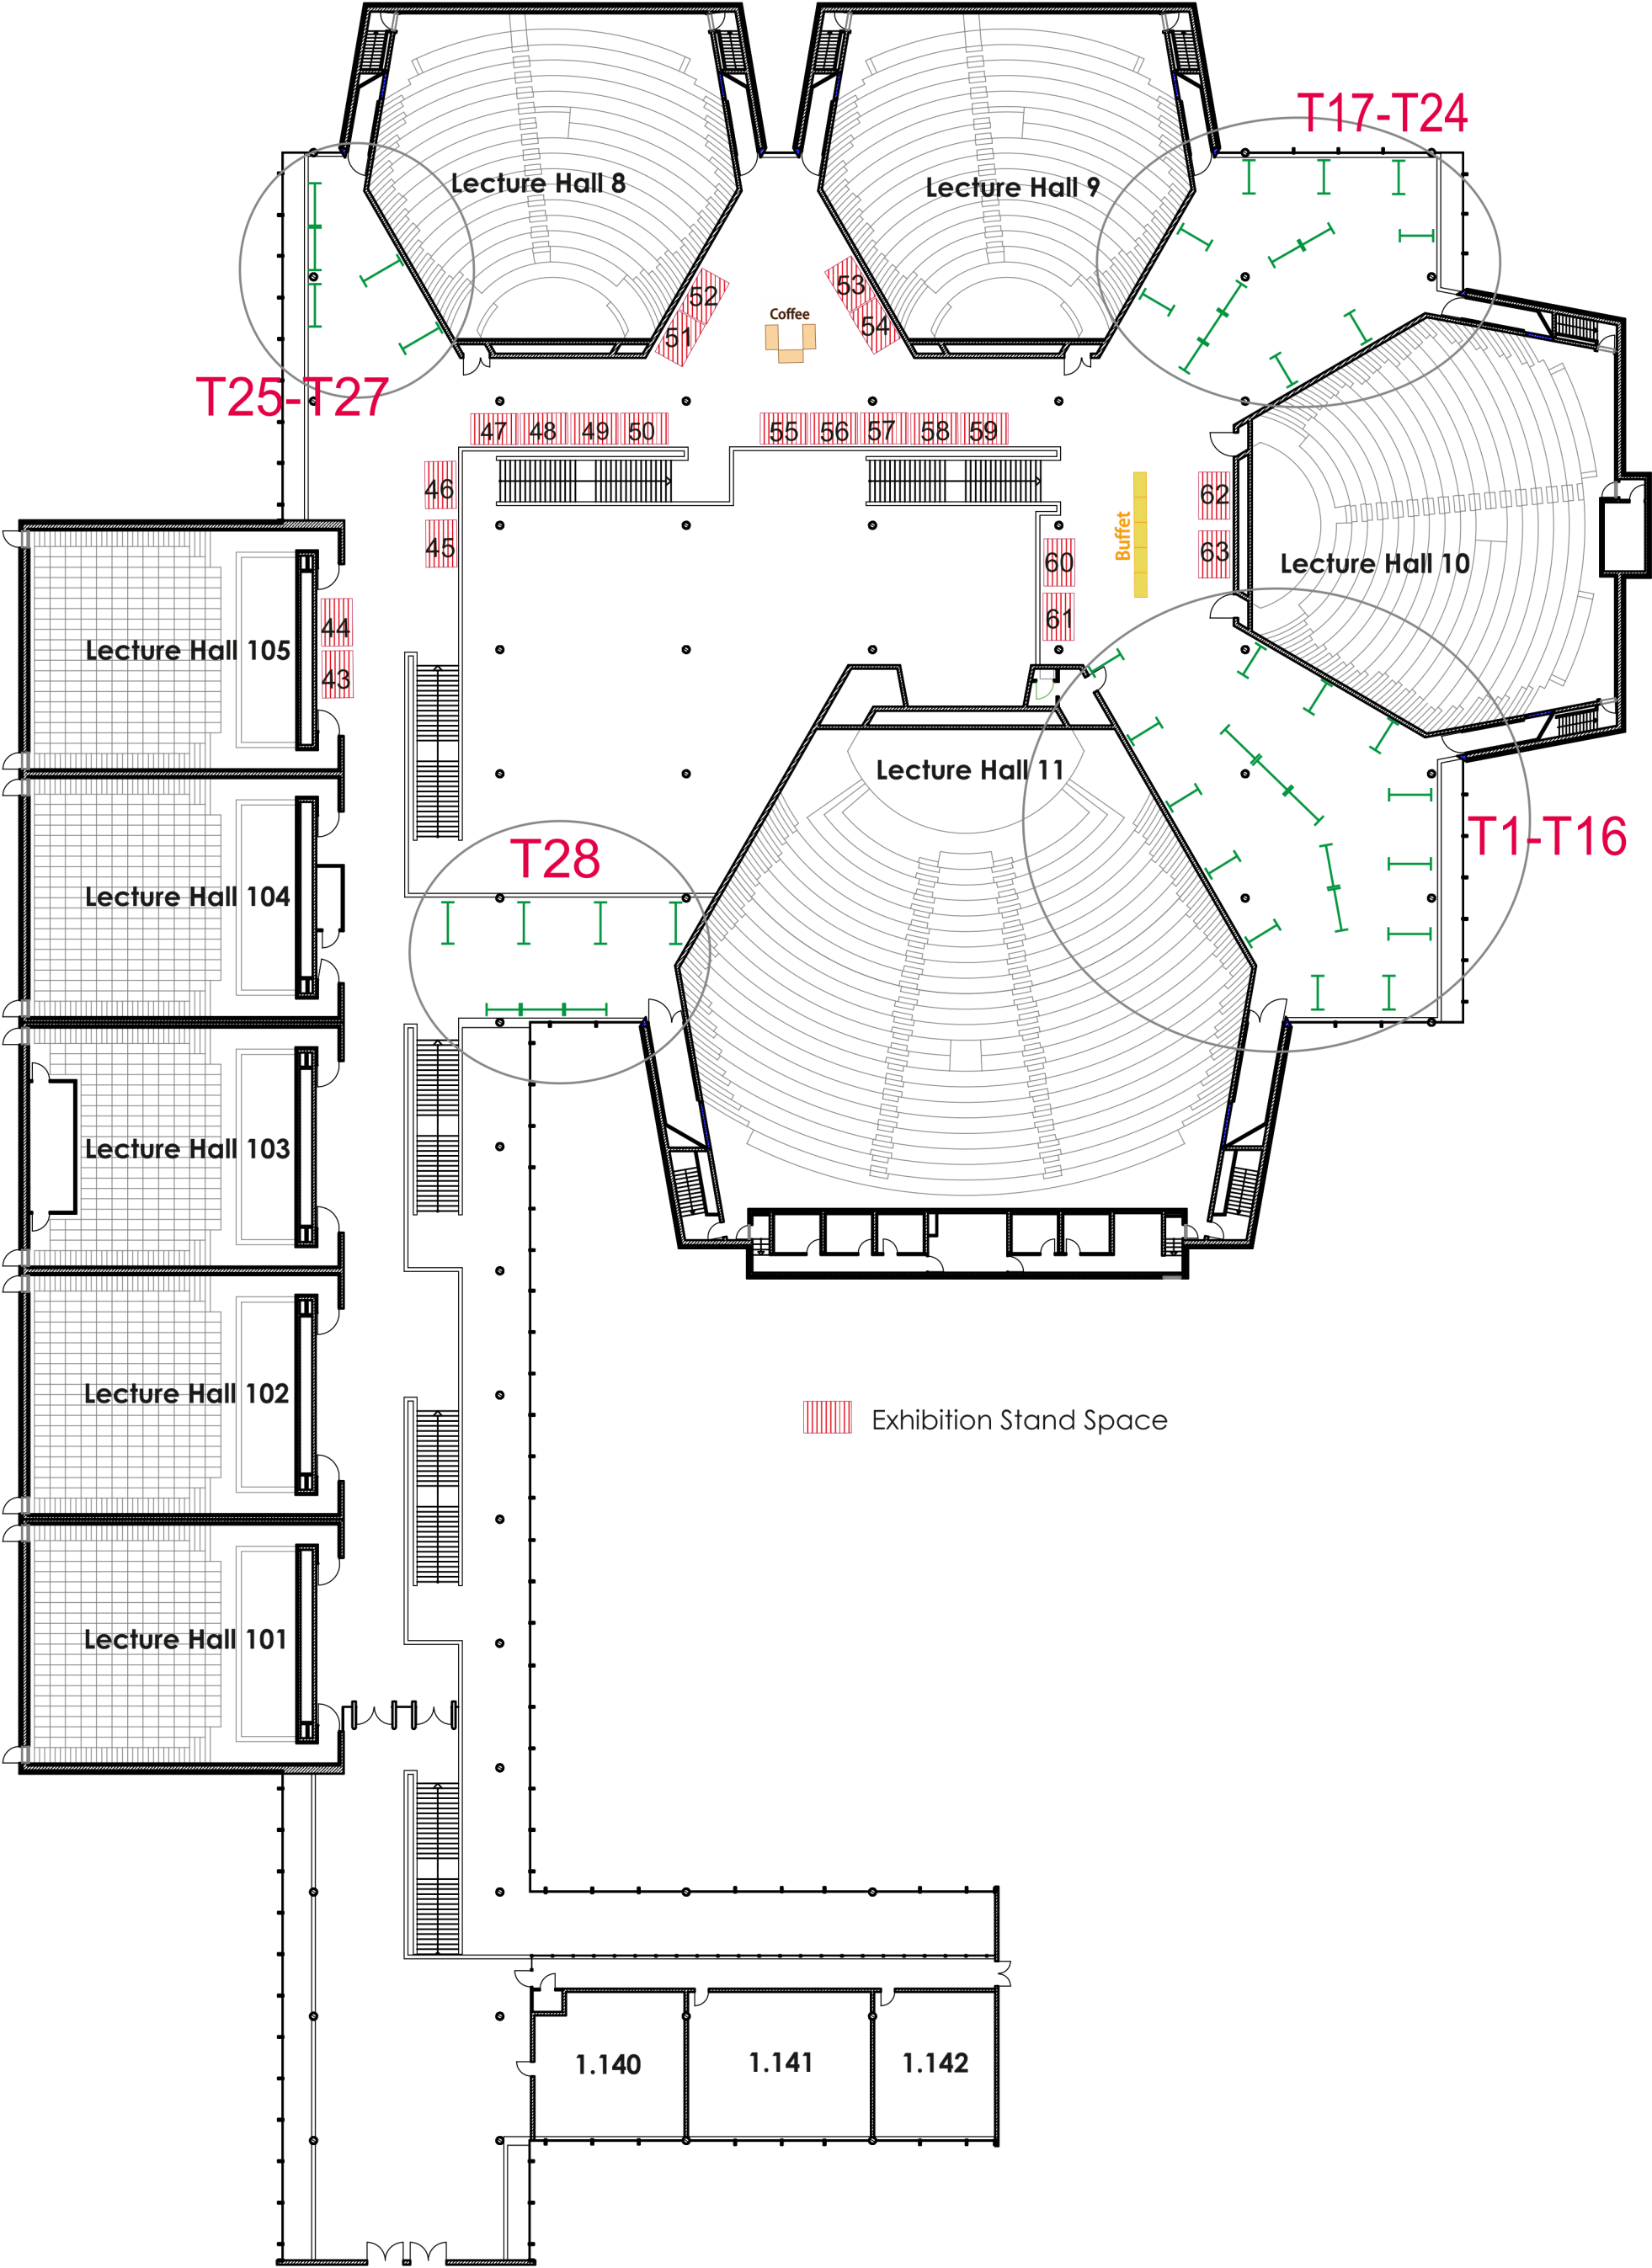 T17-T24
Lecture Hall 8
Lecture Hall 9
52
53
Coffee
51
54
T25-T27
47
48
49
50
55
56
57
58
59
46
62
45
Buffet
60
63
Lecture Hall 10
44
61
Lecture Hall 105
43
Lecture Hall 11
T1-T16
T28
Lecture Hall 104
Lecture Hall 103
Lecture Hall 102
Exhibition Stand Space
Lecture Hall 101
1.140
1.141
1.142